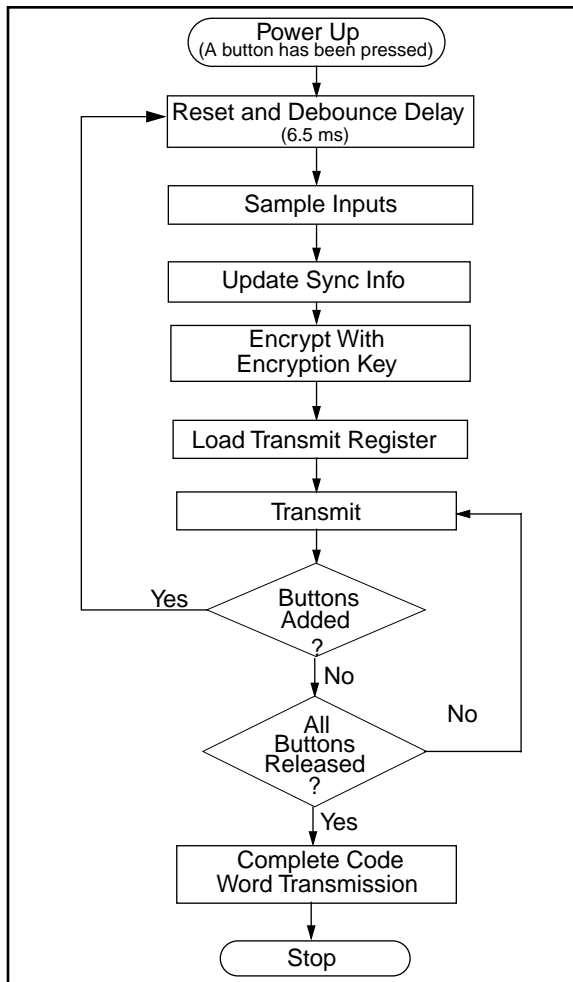 Power Up
(A button has been pressed)
Reset and Debounce Delay
(6.5 ms)
Sample Inputs
Update Sync Info
Encrypt With
Encryption Key
Load Transmit Register
Transmit
Yes
Buttons
Added
?
No
All
Buttons
Released
?
No
Yes
Complete Code
Word Transmission
Stop